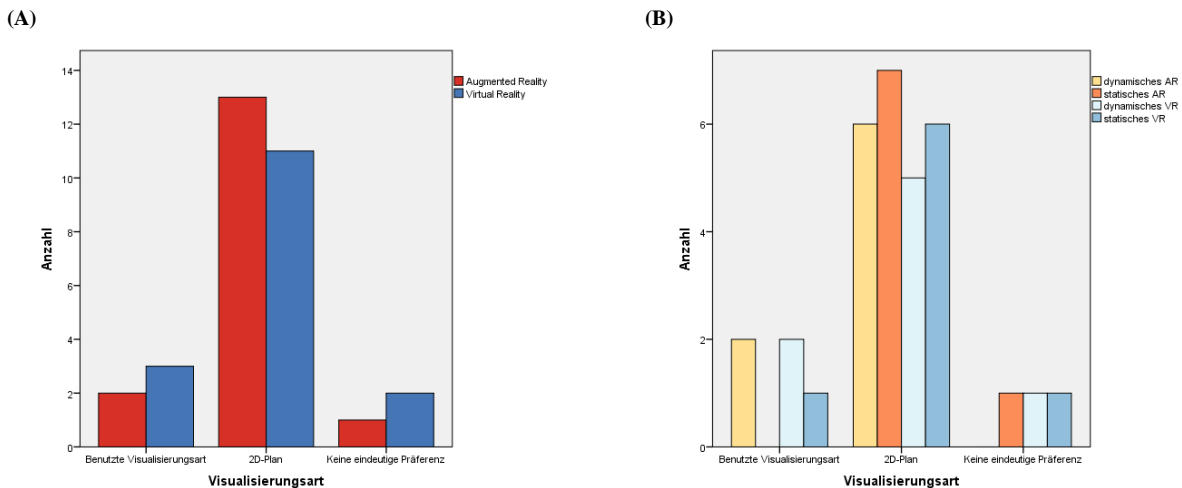 (A)
14
12
10
8
6
4
2
0
Anzahl
Benutzte Visualisierungsart
2D-Plan
Keine eindeutige Präferenz
Visualisierungsart
Augmented Reality
Virtual Reality
(B)
6
4
2
0
Anzahl
Benutzte Visualisierungsart
2D-Plan
Keine eindeutige Präferenz
Visualisierungsart
dynamisches AR
statisches AR
dynamisches VR
statisches VR